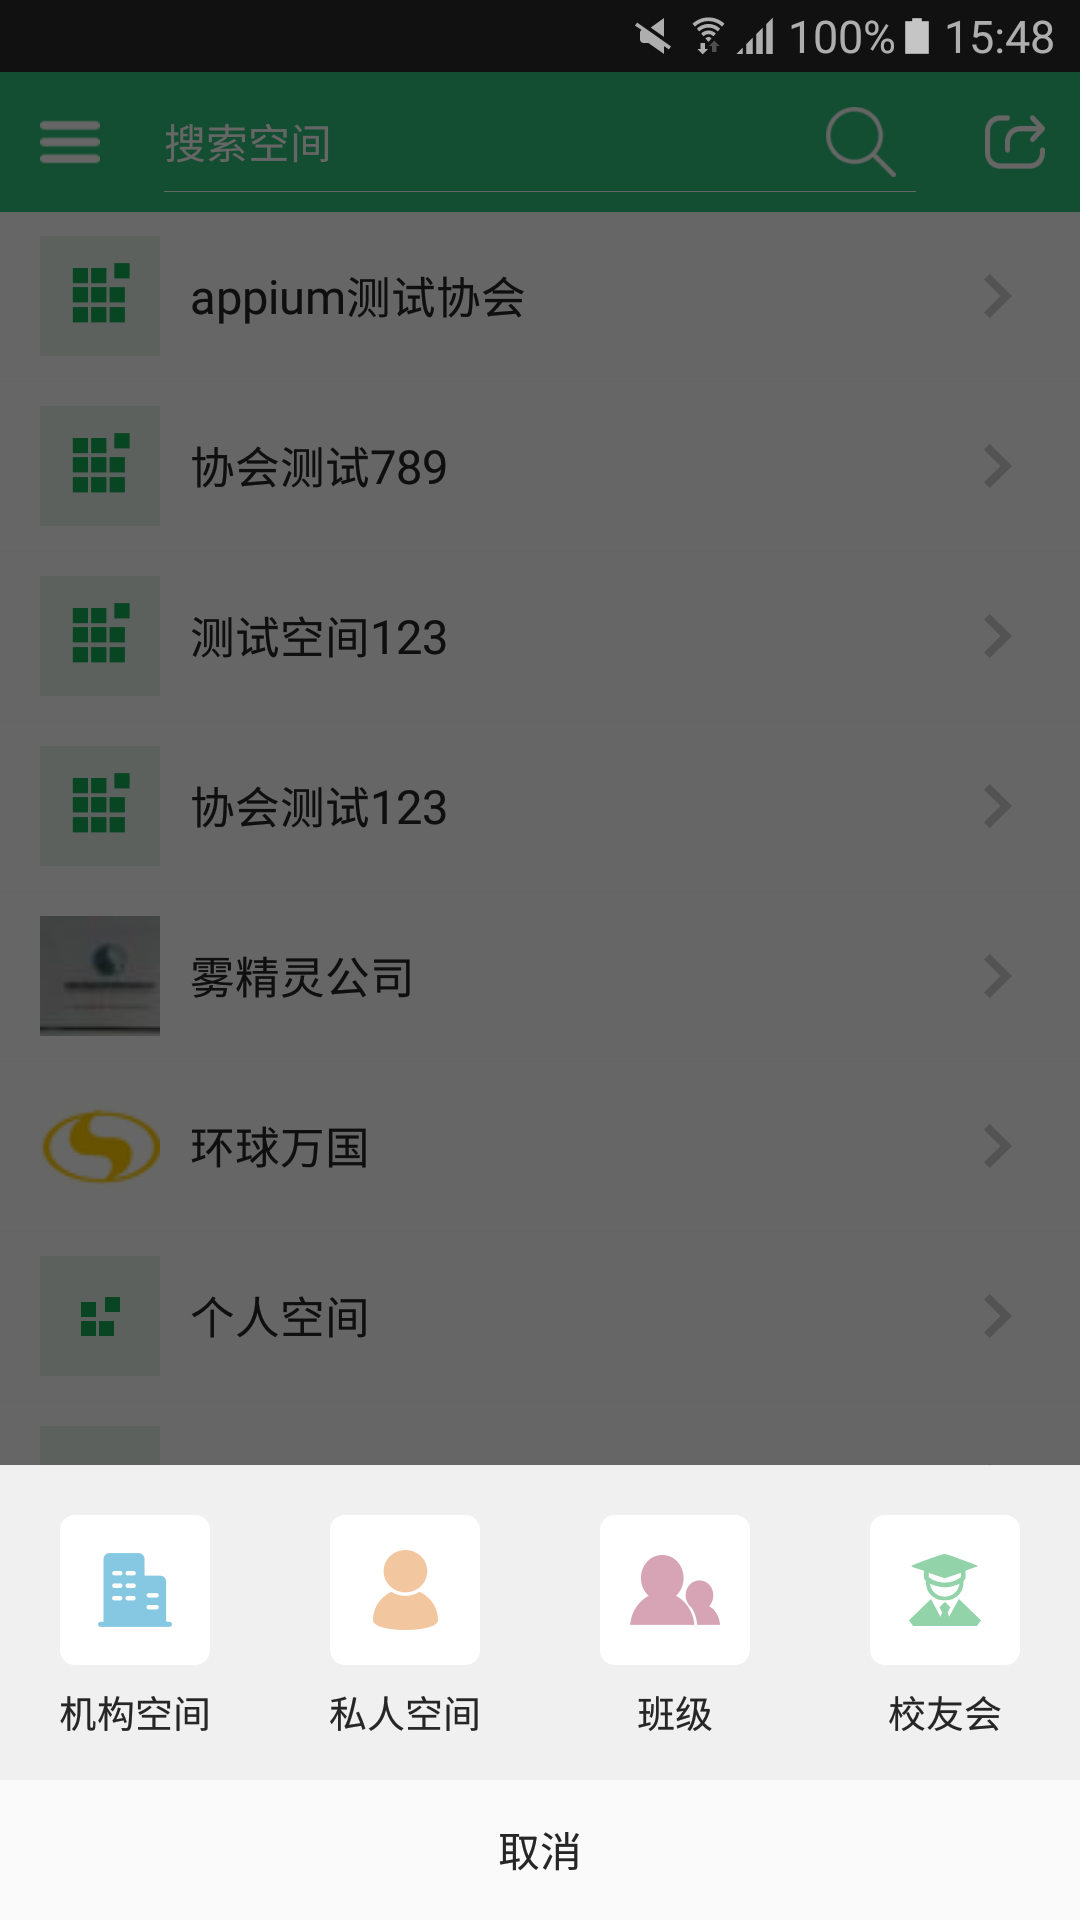 100% 15:48
搜索空间
appium测试协会
协会测试789
测试空间123
协会测试123
雾精灵公司
环球万国
个人空间
机构空间 私人空间 班级 校友会
取消